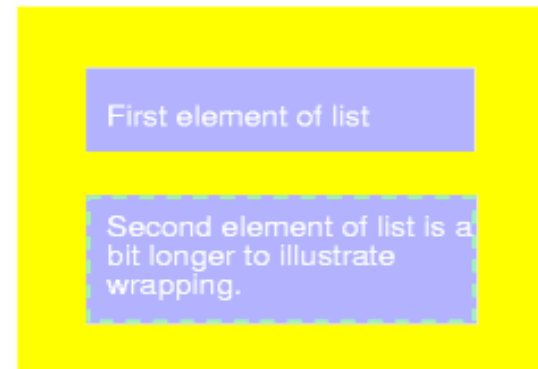 First element of list
Second element of list is a
bit longer to illustrate
wrapping.